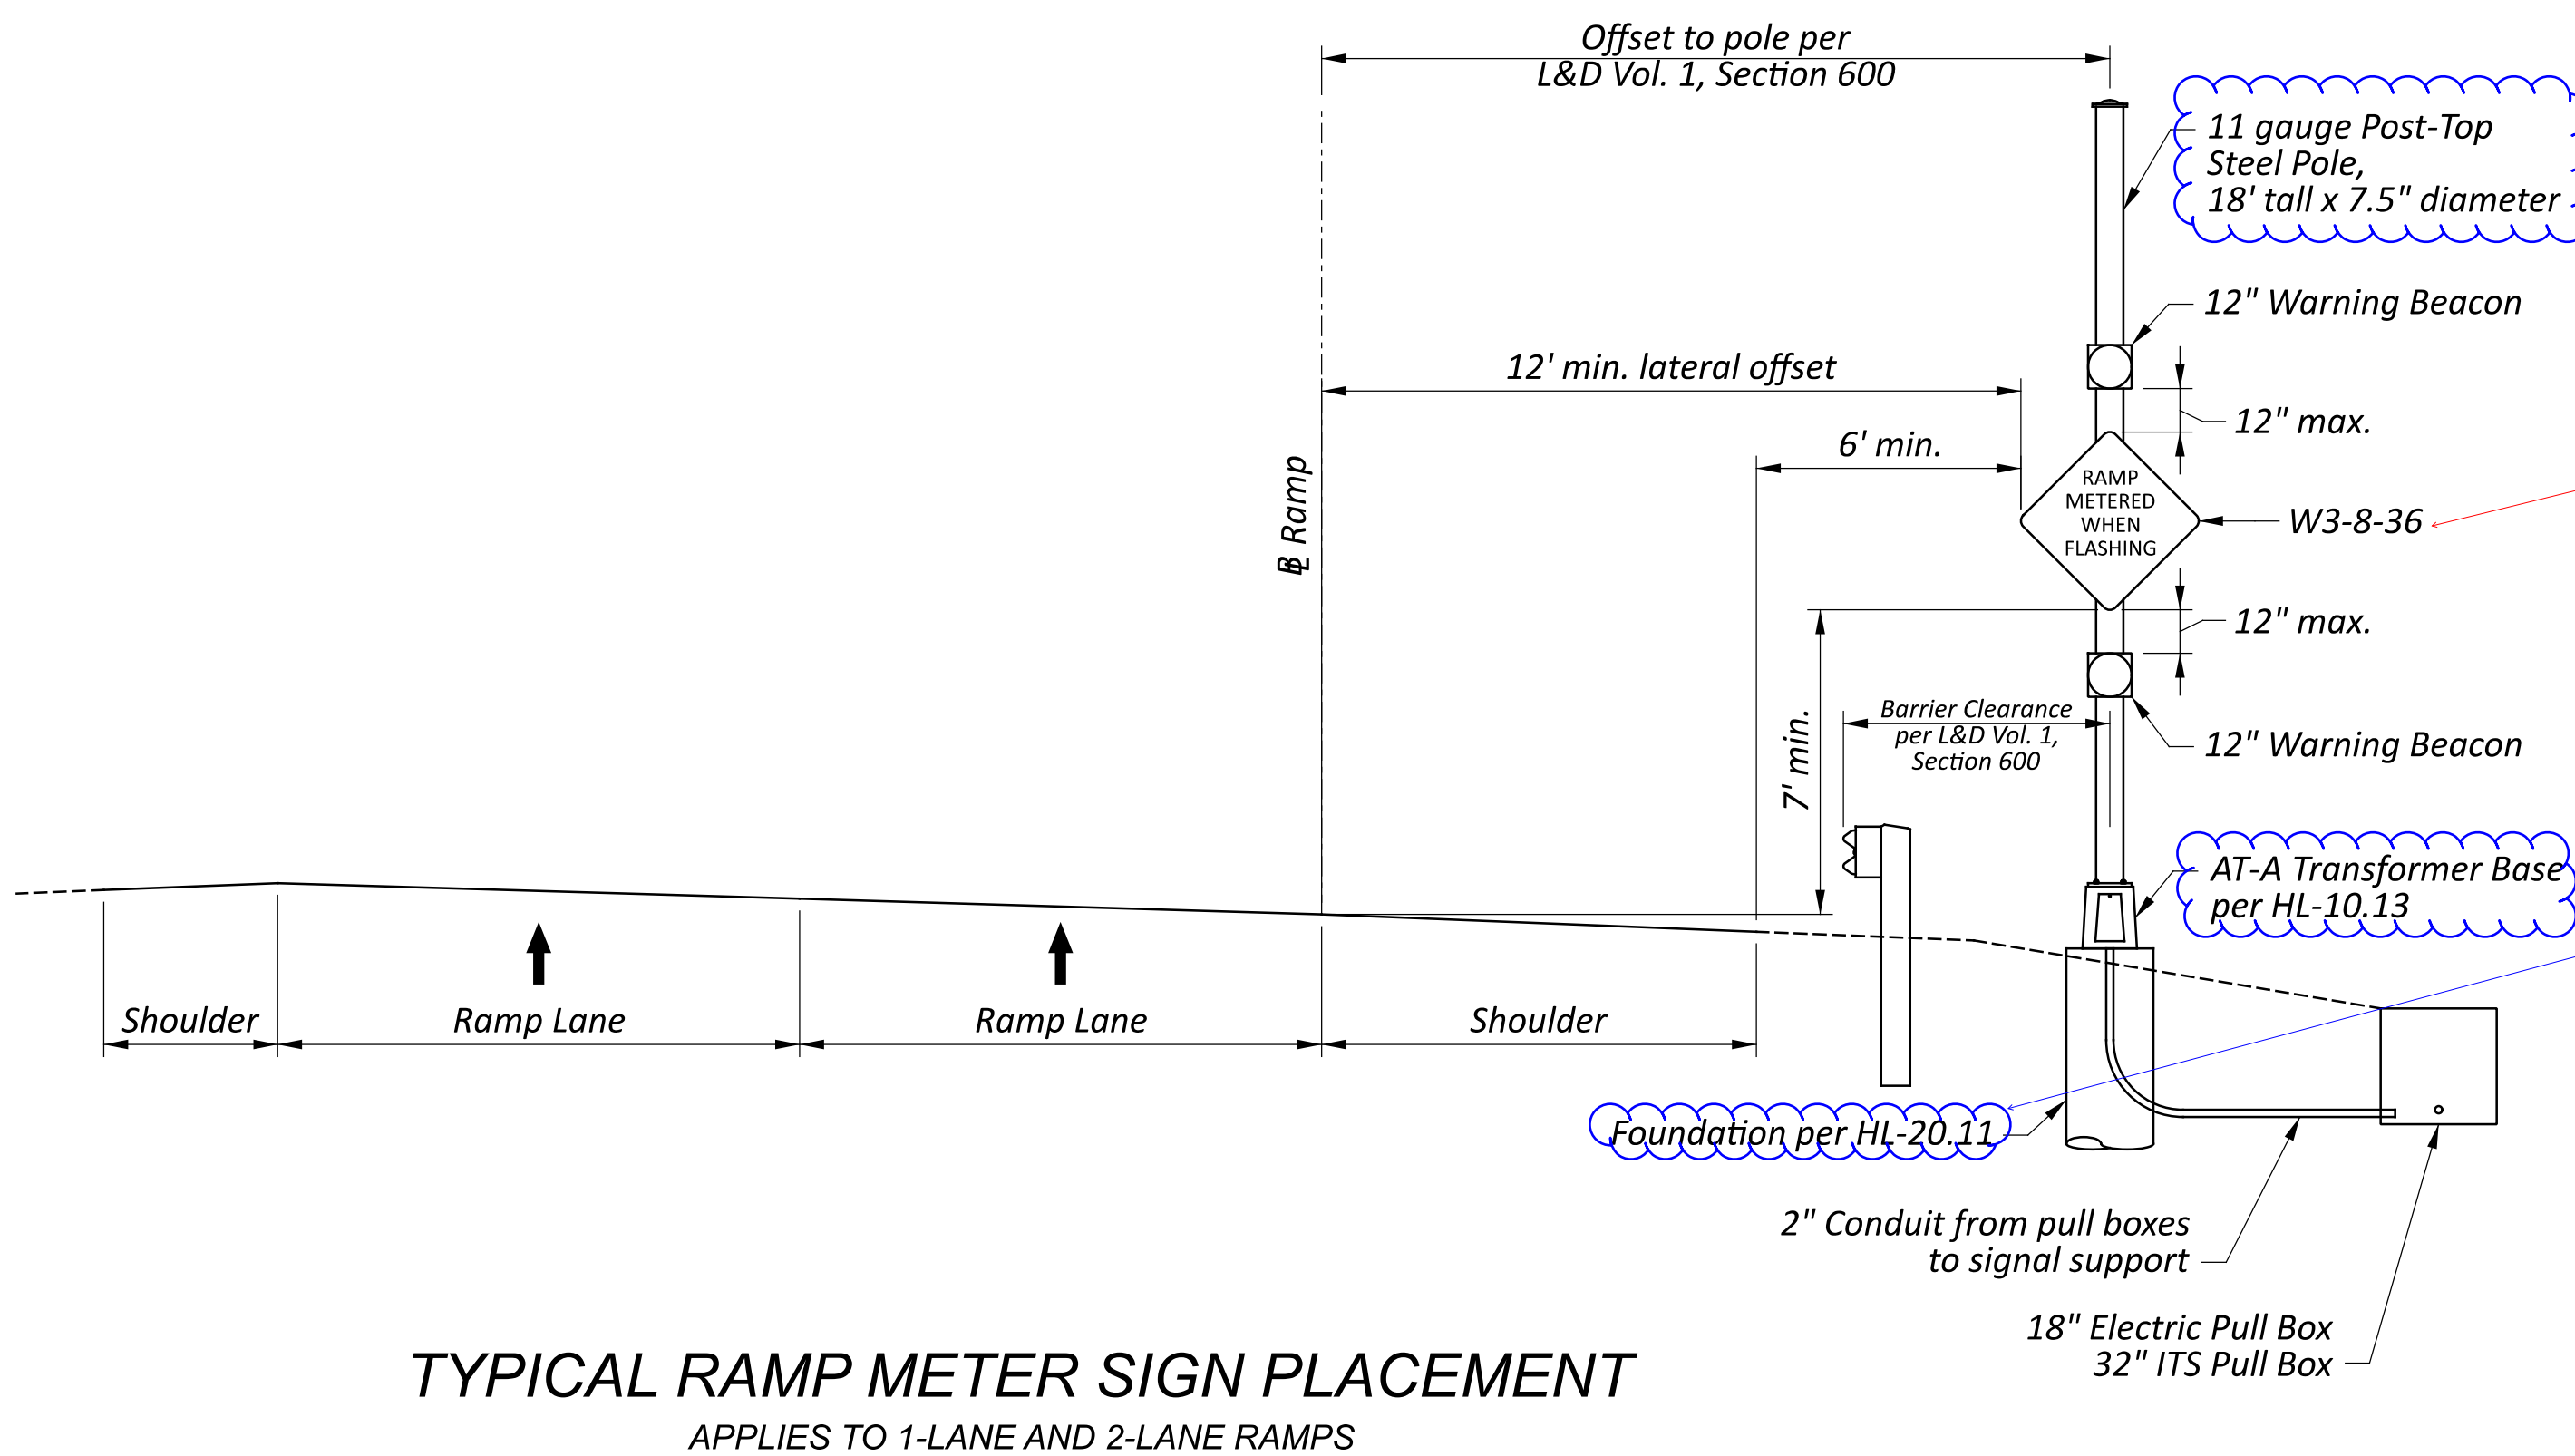 Offset to pole per
L&D Vol. 1, Section 600
11 gauge Post-Top
Steel Pole,
18' tall x 7.5" diameter
12" Warning Beacon
12' min. lateral offset
12" max.
6' min.
RAMP
METERED
WHEN
FLASHING
W3-8-36
℄ Ramp
12" max.
Barrier Clearance
per L&D Vol. 1,
Section 600
7' min.
12" Warning Beacon
AT-A Transformer Base
per HL-10.13
Shoulder
Ramp Lane
Ramp Lane
Shoulder
Foundation per HL-20.11
2" Conduit from pull boxes
to signal support
18" Electric Pull Box
32" ITS Pull Box
TYPICAL RAMP METER SIGN PLACEMENT
APPLIES TO 1-LANE AND 2-LANE RAMPS